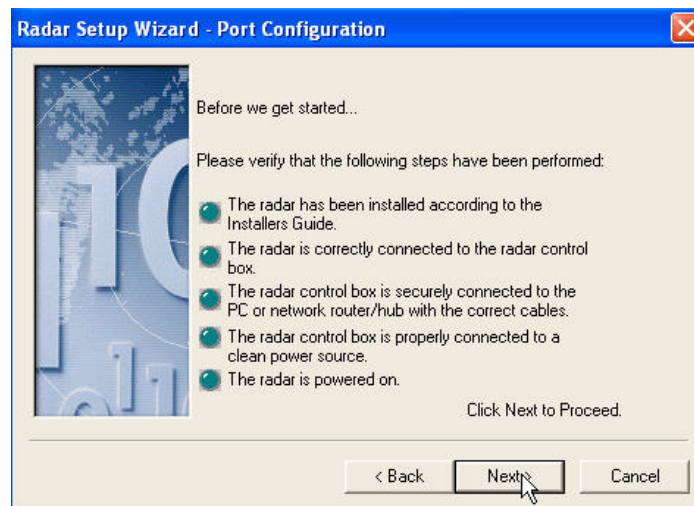 Radar Setup Wizard - Port Configuration
Before we get started...
Please verify that the following steps have been performed:
The radar has been installed according to the
Installers Guide.
The radar is correctly connected to the radar control
box.
The radar control box is securely connected to the
PC or network router/hub with the correct cables.
The radar control box is properly connected to a
clean power source.
The radar is powered on.
Click Next to Proceed.
< Back
Next >
Cancel